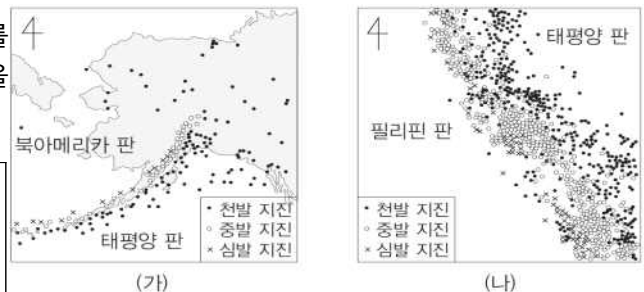 를
을
4
북아메리카 판
태평양 판
• 천발 지진
○ 중발 지진
× 심발 지진
(가)
4
태평양 판
필리핀 판
• 천발 지진
○ 중발 지진
× 심발 지진
(나)